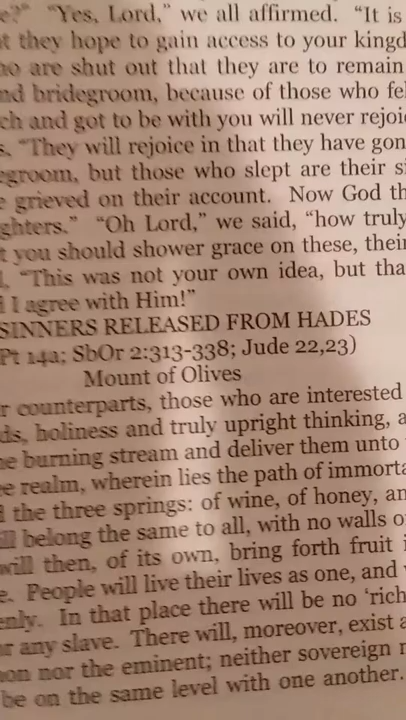 e?" "Yes, Lord," we all affirmed. "It is
t they hope to gain access to your kingd
o are shut out that they are to remain
nd bridegroom, because of those who fel
ch and got to be with you will never rejoi
s. "They will rejoice in that they have gon
egroom, but those who slept are their si
e grieved on their account. Now God th
ghters." "Oh Lord," we said, "how truly
t you should shower grace on these, their
l, "This was not your own idea, but tha
I agree with Him!"
SINNERS RELEASED FROM HADES
Pt 14a; SbOr 2:313-338; Jude 22,23)
Mount of Olives
r counterparts, those who are interested
ds, holiness and truly upright thinking, a
e burning stream and deliver them unto
e realm, wherein lies the path of immorta
the three springs: of wine, of honey, an
ll belong the same to all, with no walls o
will then, of its own, bring forth fruit i
e. People will live their lives as one, and
enly. In that place there will be no 'rich
r any slave. There will, moreover, exist a
on nor the eminent; neither sovereign n
be on the same level with one another.